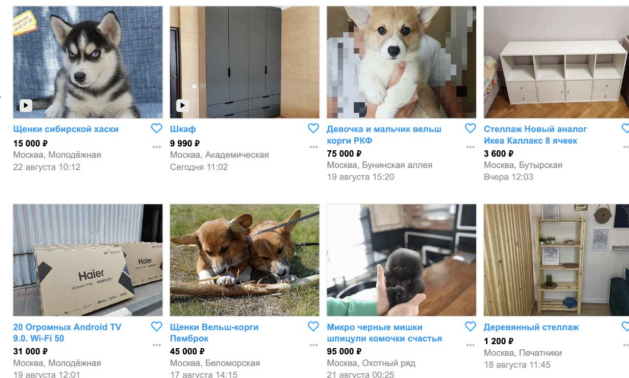 Щенки сибирской хаски
15 000 ₽
Москва, Молодёжная
22 августа 10:12
Шкаф
9 990 ₽
Москва, Академическая
Сегодня 11:02
Девочка и мальчик вельш
корги РКФ
75 000 ₽
Москва, Бунинская аллея
19 августа 15:20
Стеллаж Новый аналог
Икеа Каллакс 8 ячеек
3 600 ₽
Москва, Бутырская
Вчера 12:03
Haier
Haier
20 Огромных Android TV
9.0. Wi-Fi 50
31 000 ₽
Москва, Молодёжная
19 августа 12:01
Щенки Вельш-корги
Пемброк
45 000 ₽
Москва, Беломорская
17 августа 14:15
Микро черные мишки
шпицули комочки счастья
95 000 ₽
Москва, Охотный ряд
21 августа 00:25
Деревянный стеллаж
1 200 ₽
Москва, Печатники
18 августа 11:45